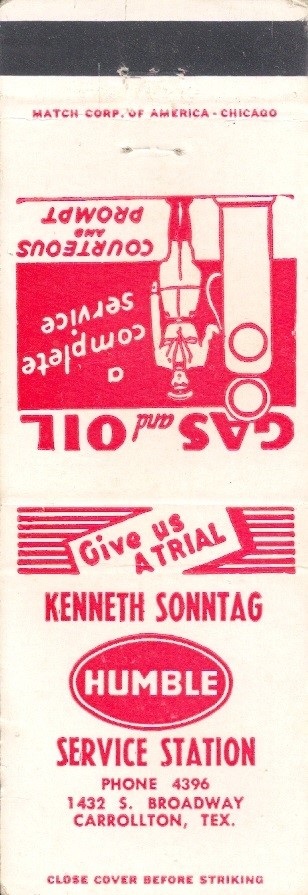 MATCH CORP. OF AMERICA - CHICAGO
GAS and OIL
a
complete
service
COURTEOUS
AND
PROMPT
Give us
A TRIAL
KENNETH SONNTAG
HUMBLE
SERVICE STATION
PHONE 4396
1432 S. BROADWAY
CARROLLTON, TEX.
CLOSE COVER BEFORE STRIKING